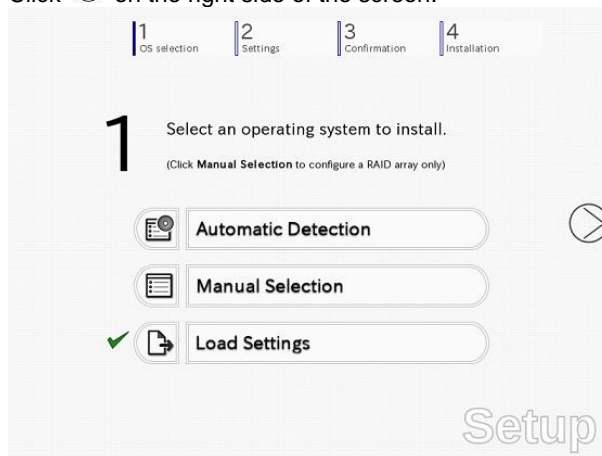 Click on the right side of the screen.
1 2 3 4
OS selection Settings Confirmation Installation
1 Select an operating system to install.
(Click Manual Selection to configure a RAID array only)
Automatic Detection
Manual Selection
Load Settings
Setup